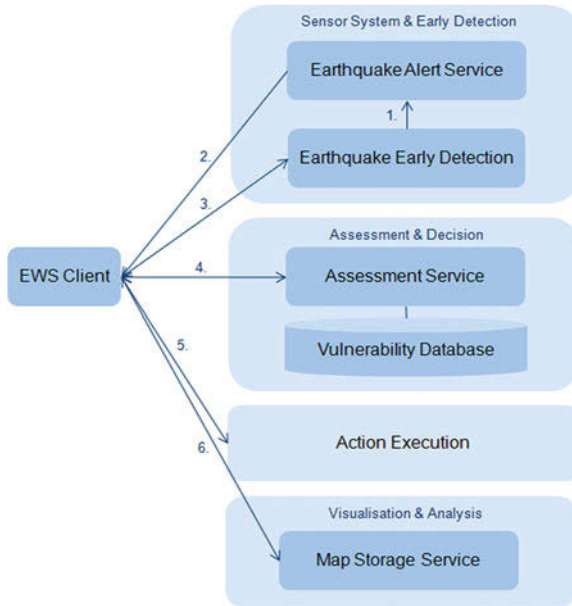 Sensor System & Early Detection
Earthquake Alert Service
1.
Earthquake Early Detection
2.
3.
Assessment & Decision
EWS Client
4.
Assessment Service
Vulnerability Database
5.
Action Execution
6.
Visualisation & Analysis
Map Storage Service